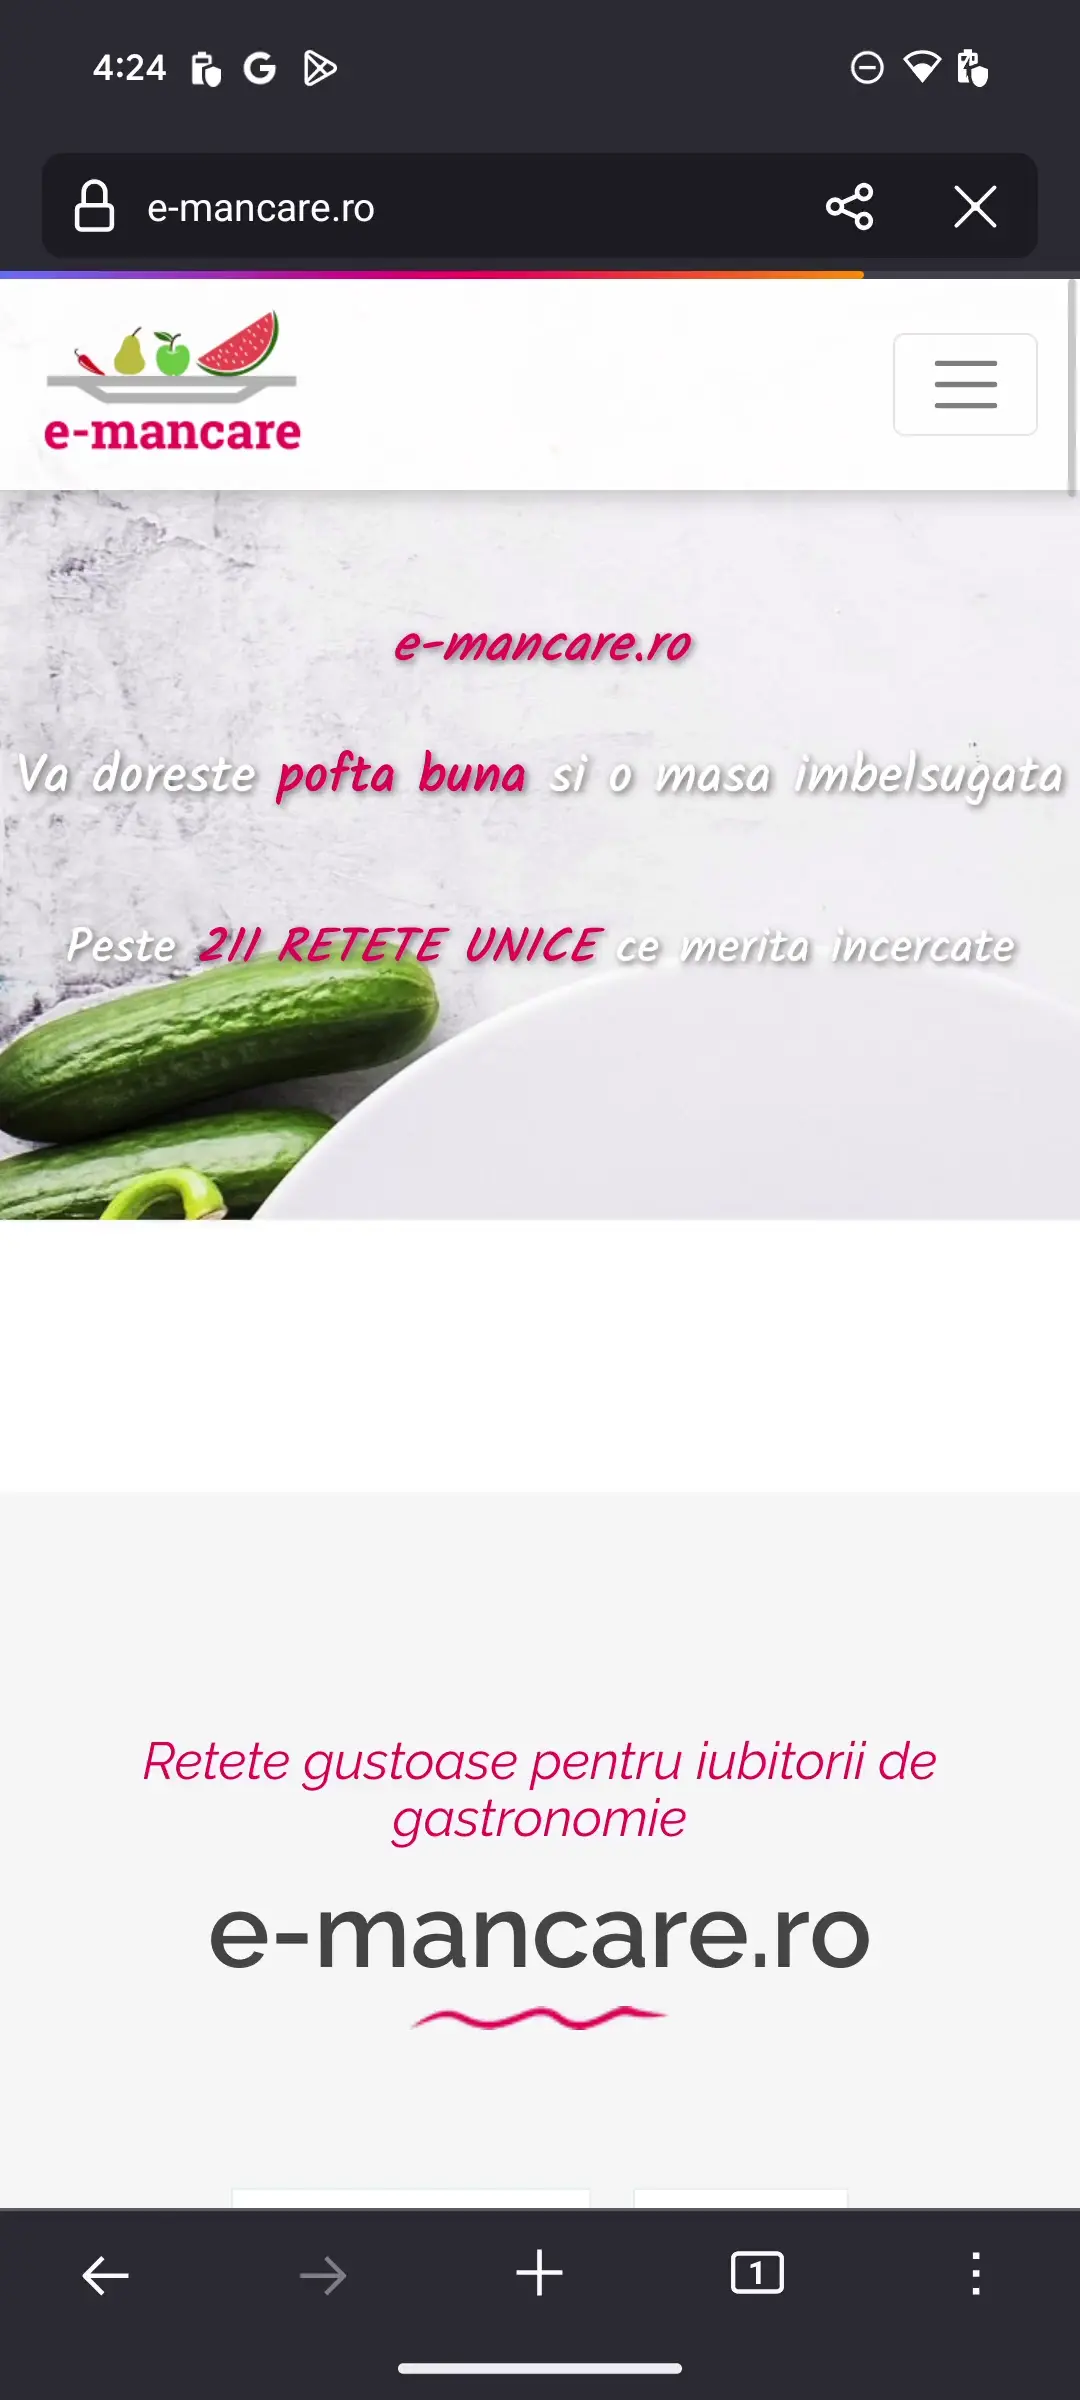 4:24
e-mancare.ro
e-mancare
e-mancare.ro
Va doreste pofta buna si o masa imbelsugata
Peste 211 RETETE UNICE ce merita incercate
Retete gustoase pentru iubitorii de
gastronomie
e-mancare.ro
1